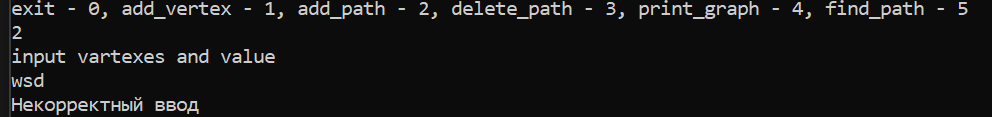 exit - 0, add_vertex - 1, add_path - 2, delete_path - 3, print_graph - 4, find_path - 5
2
input vartexes and value
wsd
Некорректный ввод